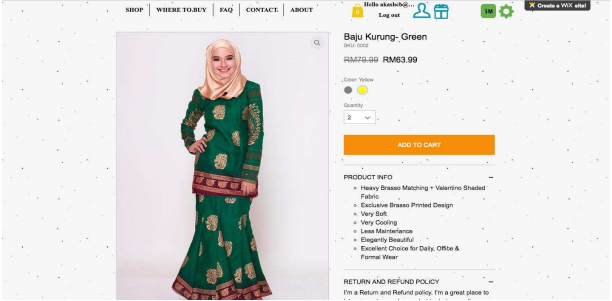 SHOP
WHERE TO.BUY
FAQ
CONTACT.
ABOUT
0
Hello akashcb@...
Log out
SM
Create a WiX site!
Baju Kurung- Green
SKU: 0002
RM79.99 RM63.99
Color: Yellow
Quantity
2
ADD TO CART
PRODUCT INFO
Heavy Brasso Matching + Valentino Shaded
Fabric
Exclusive Brasso Printed Design
Very Soft
Very Cooling
Less Mainteriance
Elegantly Beautiful
Excellent Choice for Daily, Office &
Formal Wear
RETURN AND REFUND POLICY
I'm a Return and Refund policy. I'm a great place to